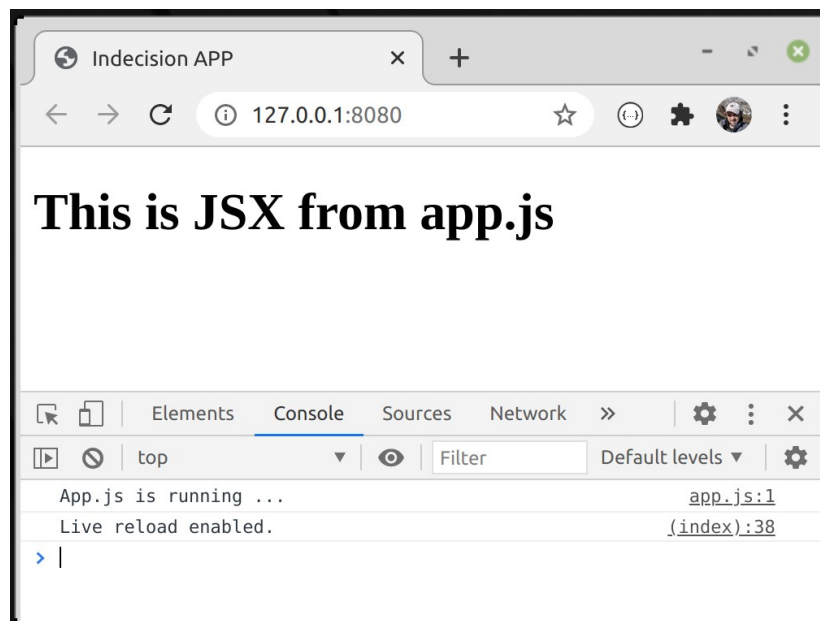 Indecision APP
127.0.0.1:8080
{...}
This is JSX from app.js
Elements Console Sources Network »
top Filter Default levels
App.js is running ... app.js:1
Live reload enabled. (index):38
>